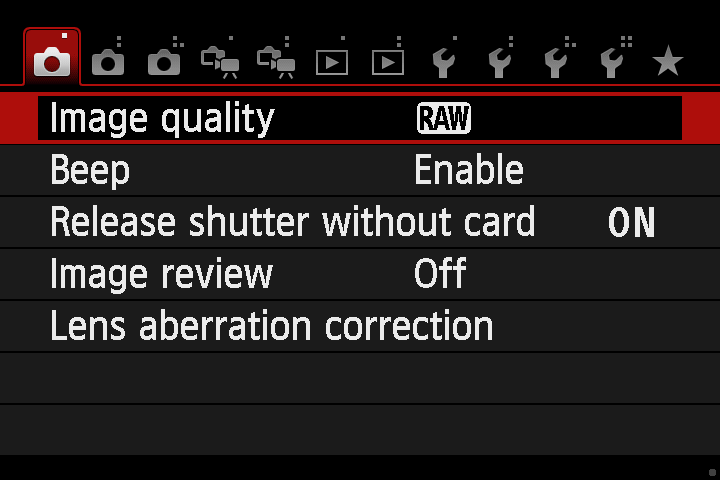 Image quality RAW
Beep Enable
Release shutter without card ON
Image review Off
Lens aberration correction